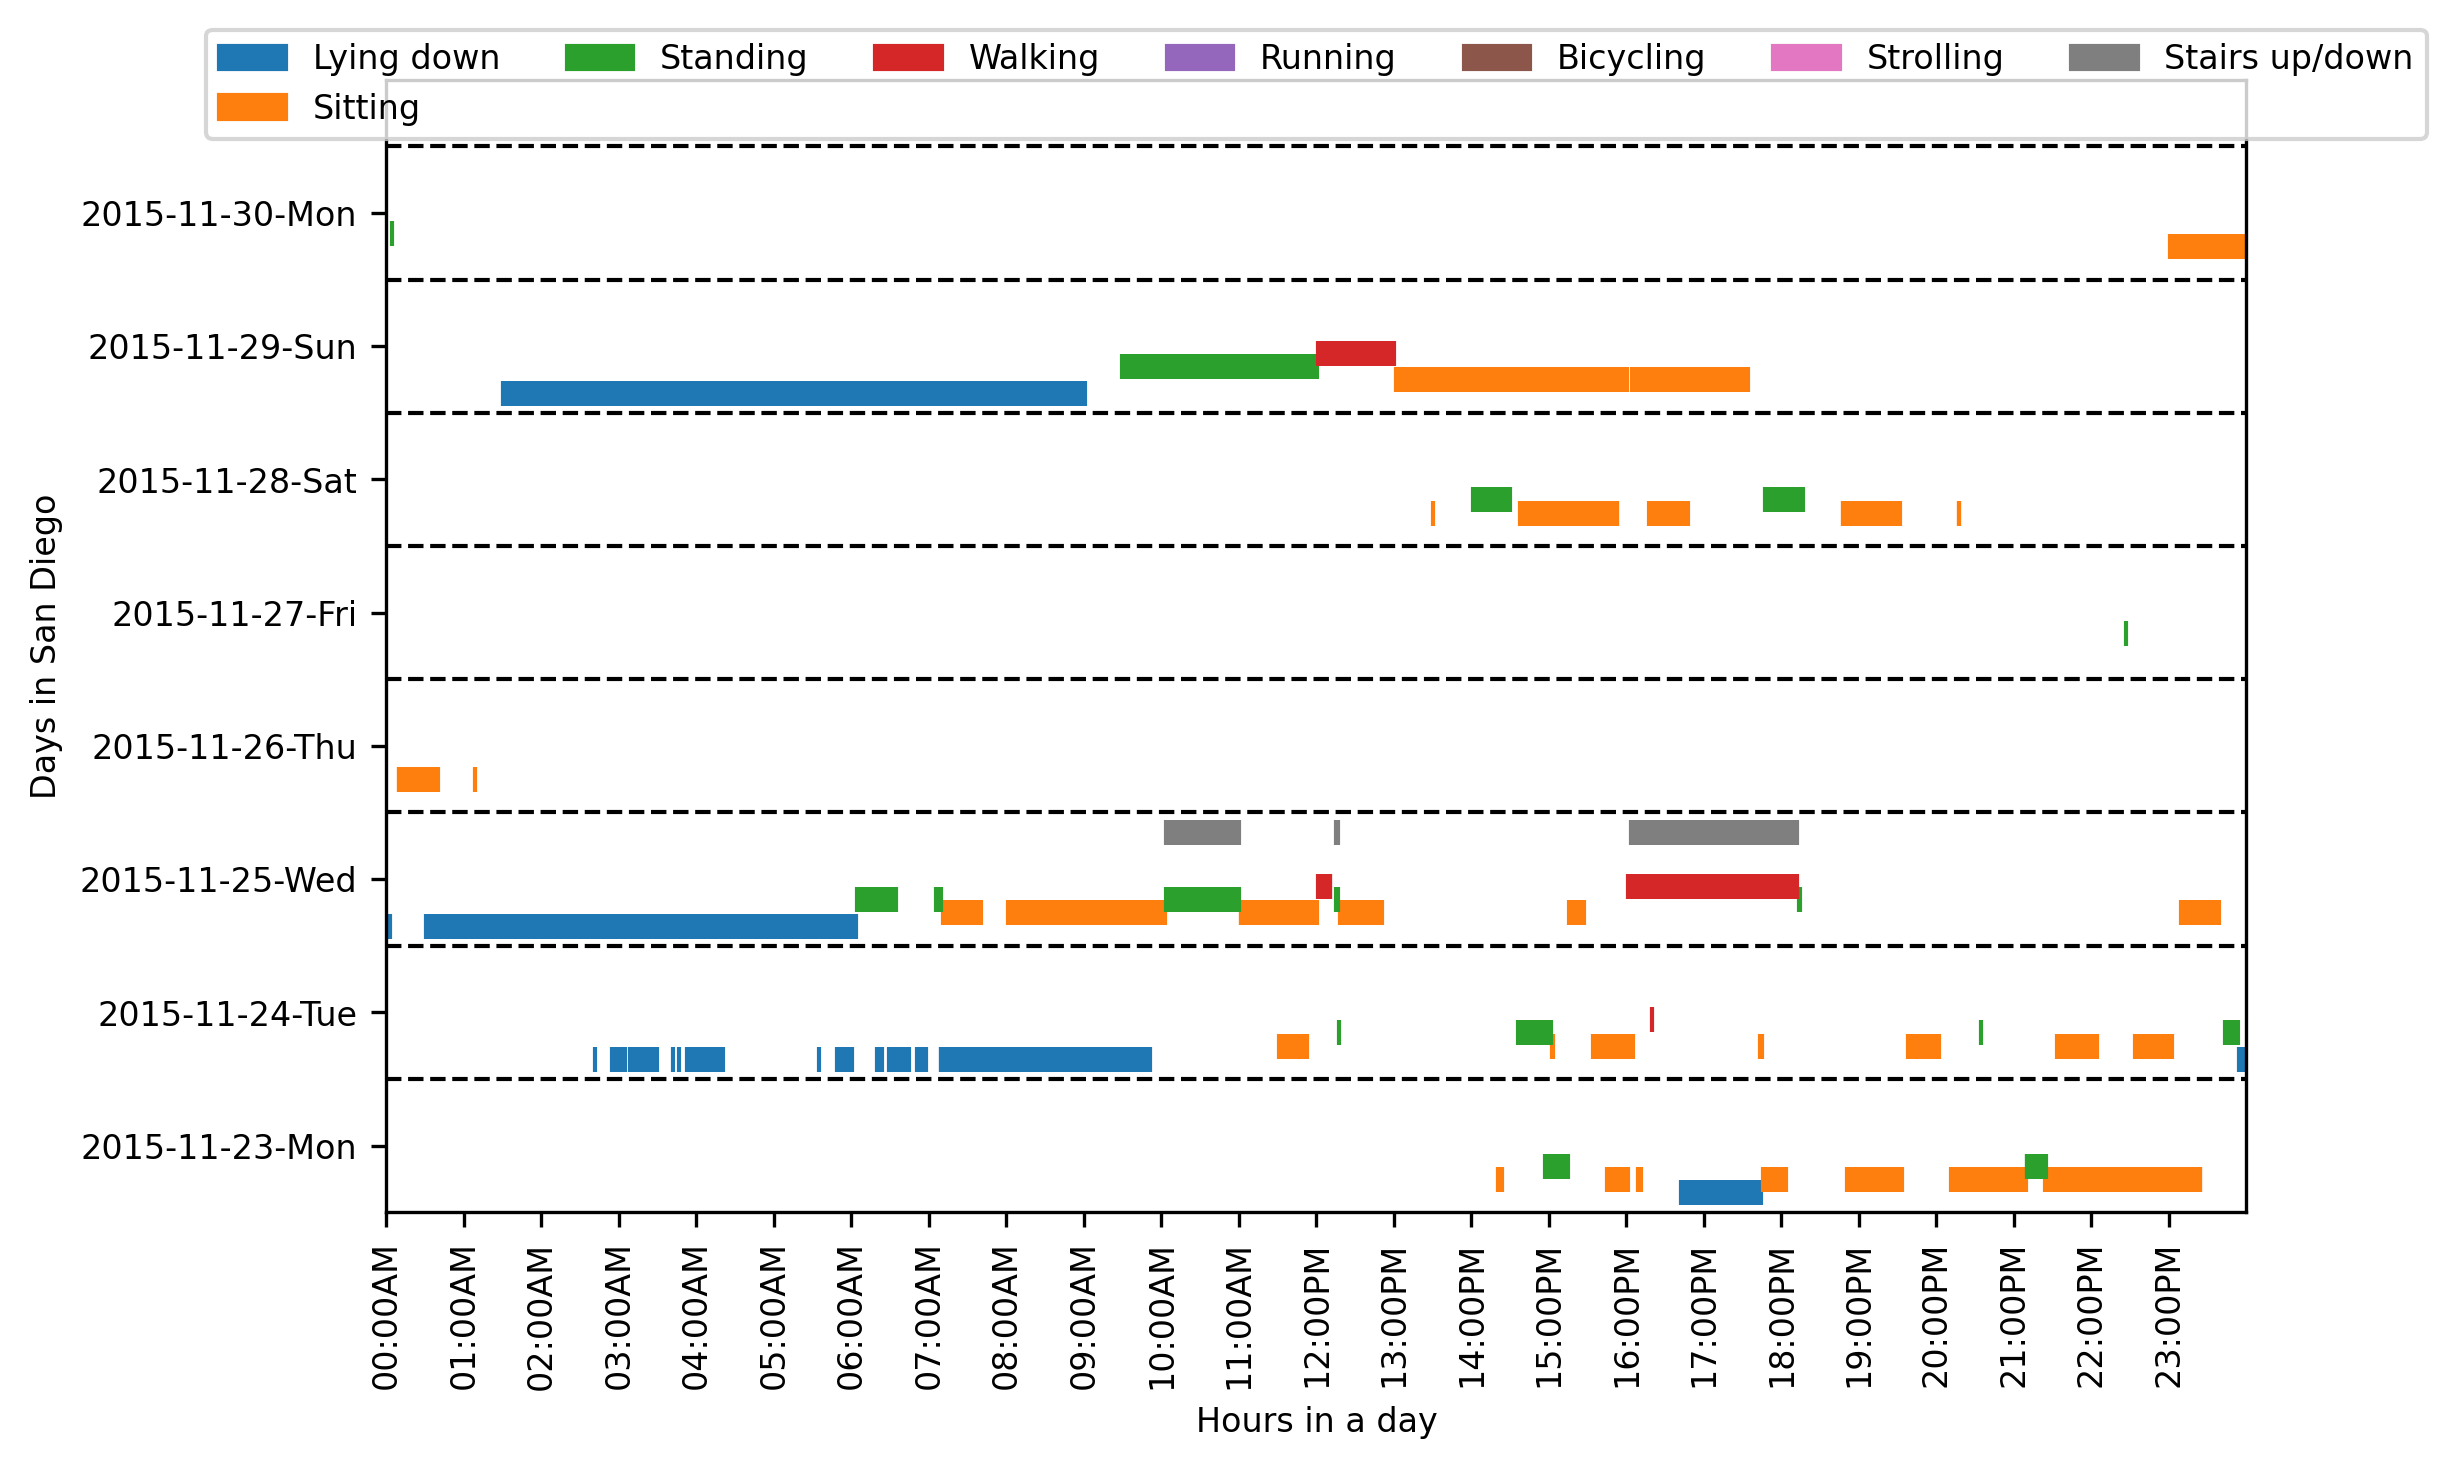 Lying down Standing Walking Running Bicycling Strolling Stairs up/down
Sitting
2015-11-30-Mon
2015-11-29-Sun
2015-11-28-Sat
2015-11-27-Fri
2015-11-26-Thu
2015-11-25-Wed
2015-11-24-Tue
2015-11-23-Mon
Days in San Diego
00:00AM
01:00AM
02:00AM
03:00AM
04:00AM
05:00AM
06:00AM
07:00AM
08:00AM
09:00AM
10:00AM
11:00AM
12:00PM
13:00PM
14:00PM
15:00PM
16:00PM
17:00PM
18:00PM
19:00PM
20:00PM
21:00PM
22:00PM
23:00PM
Hours in a day